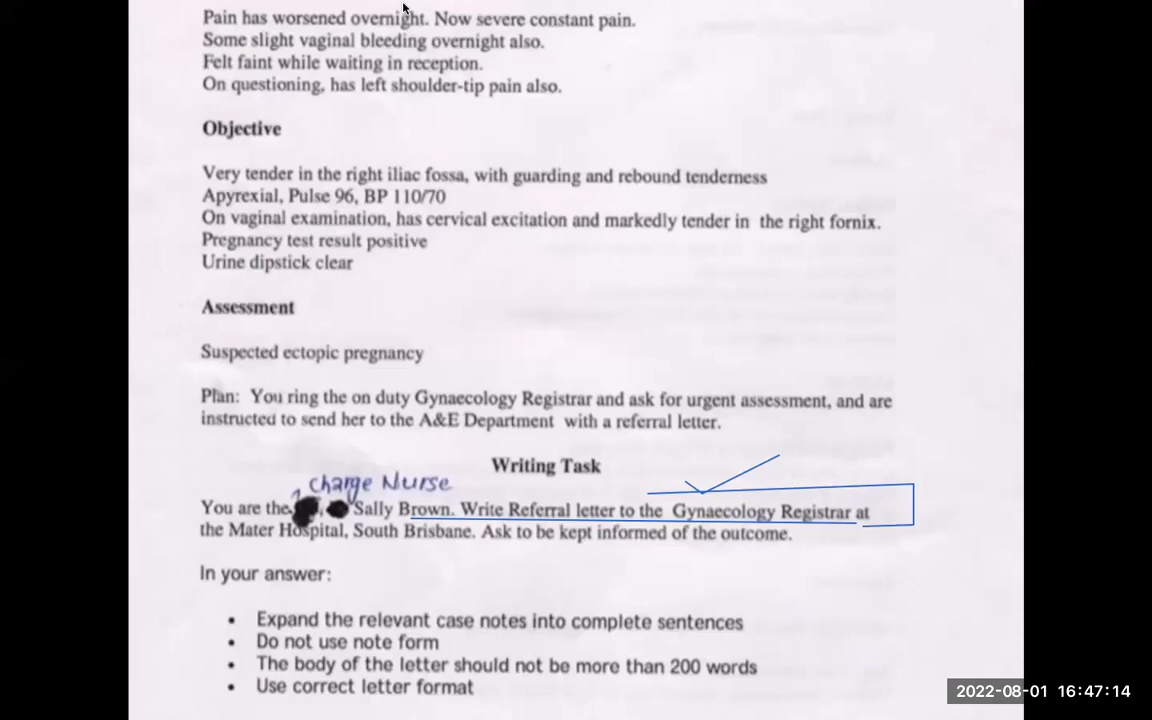 Pain has worsened overnight. Now severe constant pain.
Some slight vaginal bleeding overnight also.
Felt faint while waiting in reception.
On questioning, has left shoulder-tip pain also.
Objective
Very tender in the right iliac fossa, with guarding and rebound tenderness
Apyrexial, Pulse 96, BP 110/70
On vaginal examination, has cervical excitation and markedly tender in the right fornix.
Pregnancy test result positive
Urine dipstick clear
Assessment
Suspected ectopic pregnancy
Plan: You ring the on duty Gynaecology Registrar and ask for urgent assessment, and are
instructed to send her to the A&E Department with a referral letter.
Writing Task
charge Nurse
You are the Sally Brown. Write Referral letter to the Gynaecology Registrar at
the Mater Hospital, South Brisbane. Ask to be kept informed of the outcome.
In your answer:
• Expand the relevant case notes into complete sentences
• Do not use note form
• The body of the letter should not be more than 200 words
• Use correct letter format
2022-08-01 16:47:14